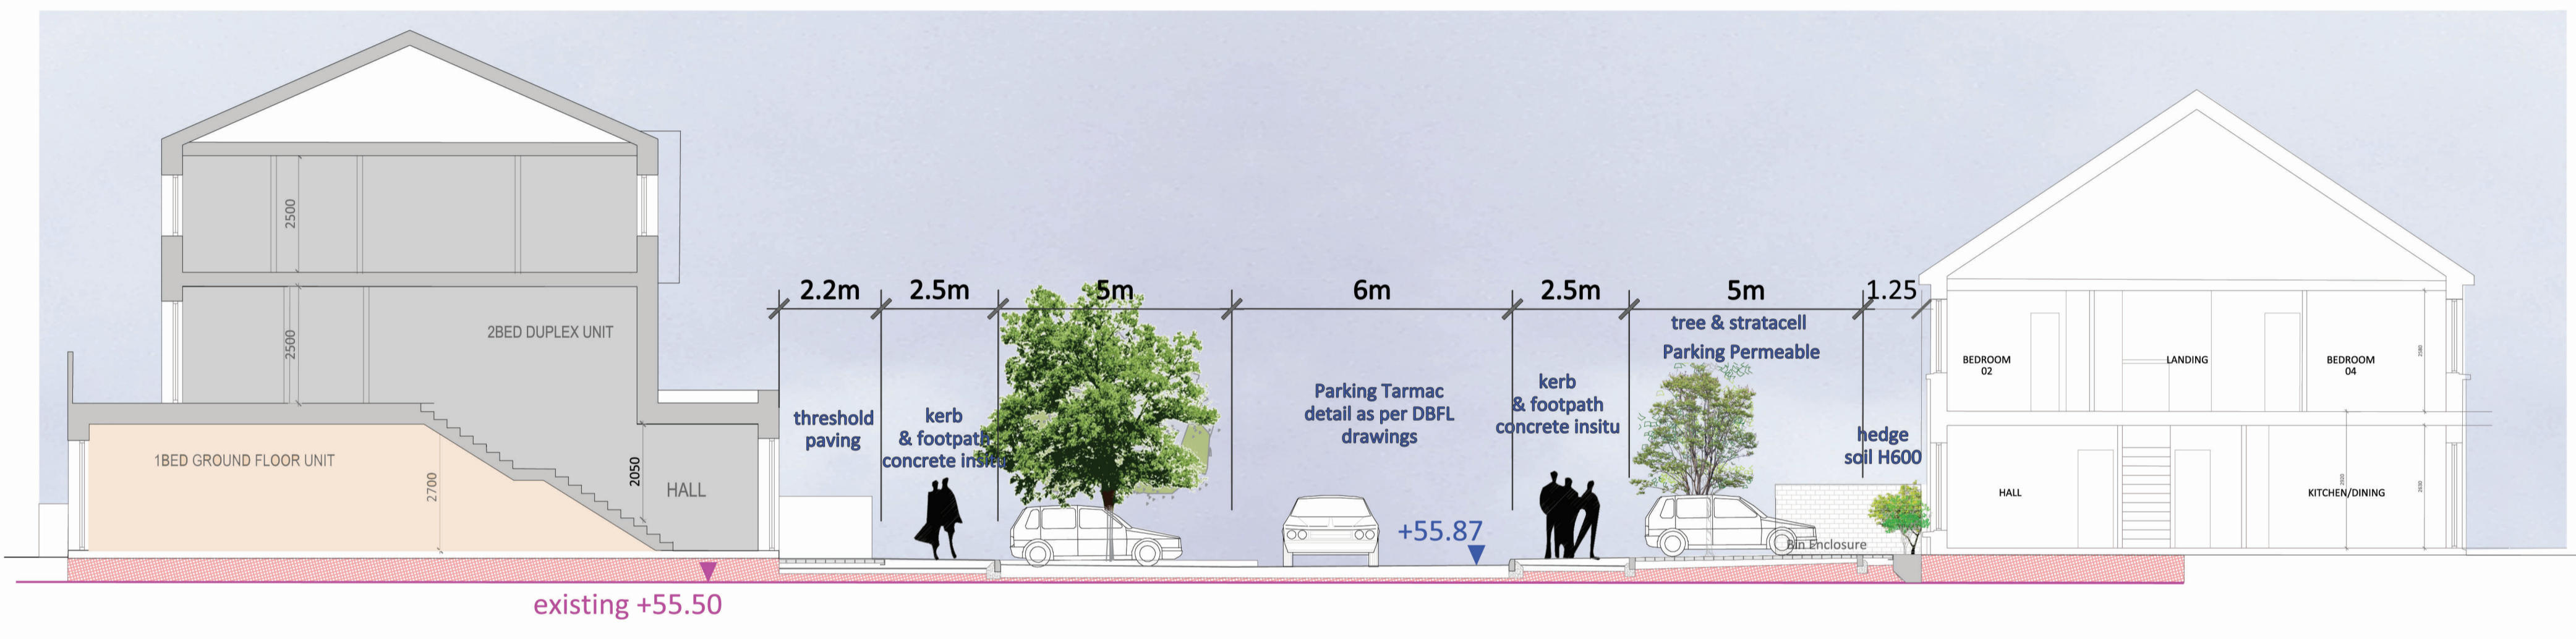 2500
2500
2BED DUPLEX UNIT
1BED GROUND FLOOR UNIT
2700
2050
HALL
existing +55.50
2.2m
2.5m
5m
6m
2.5m
5m
1.25
threshold
paving
kerb
& footpath
concrete insitu
Parking Tarmac
detail as per DBFL
drawings
+55.87
kerb
& footpath
concrete insitu
tree & stratacell
Parking Permeable
hedge
soil H600
Bin Enclosure
BEDROOM
02
LANDING
BEDROOM
04
HALL
KITCHEN/DINING